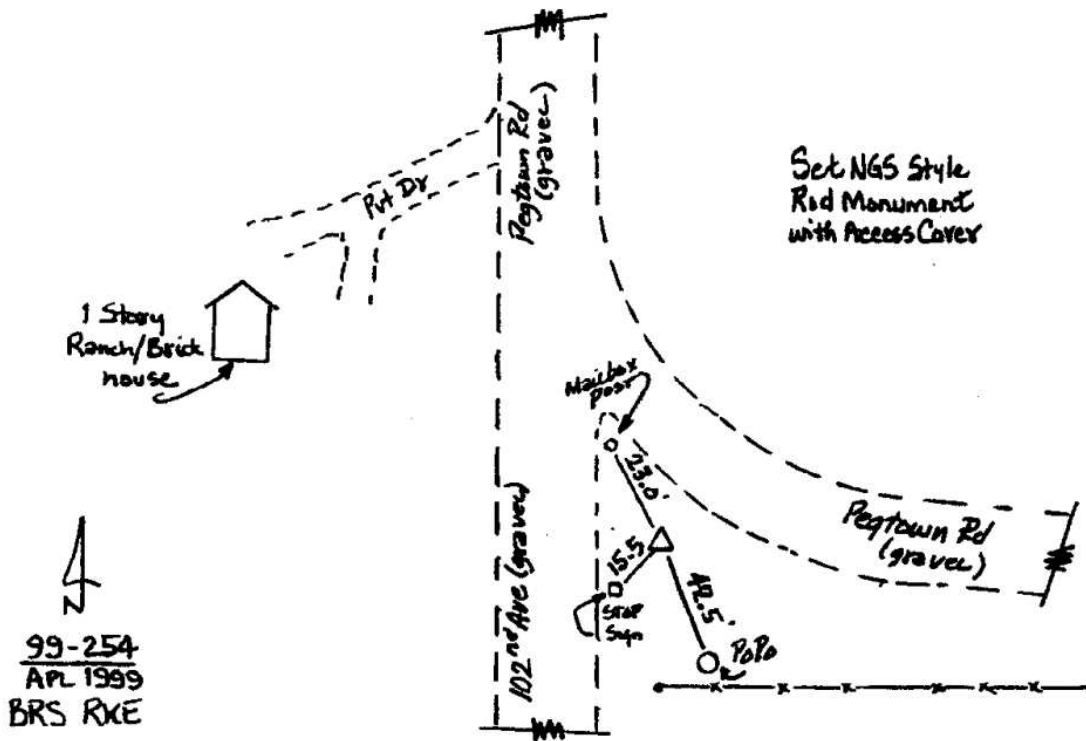 Pegtown Rd
(gravel)
Set NGS Style
Rod Monument
with Access Cover
Pvt Dr
1 Story
Ranch/Brick
house
Mailbox
Post
23.0'
Pegtown Rd
(gravel)
15.5
42.5'
Stop
Sign
PoPo
102nd Ave (gravel)
N
99-254
APL 1999
BRS RKE